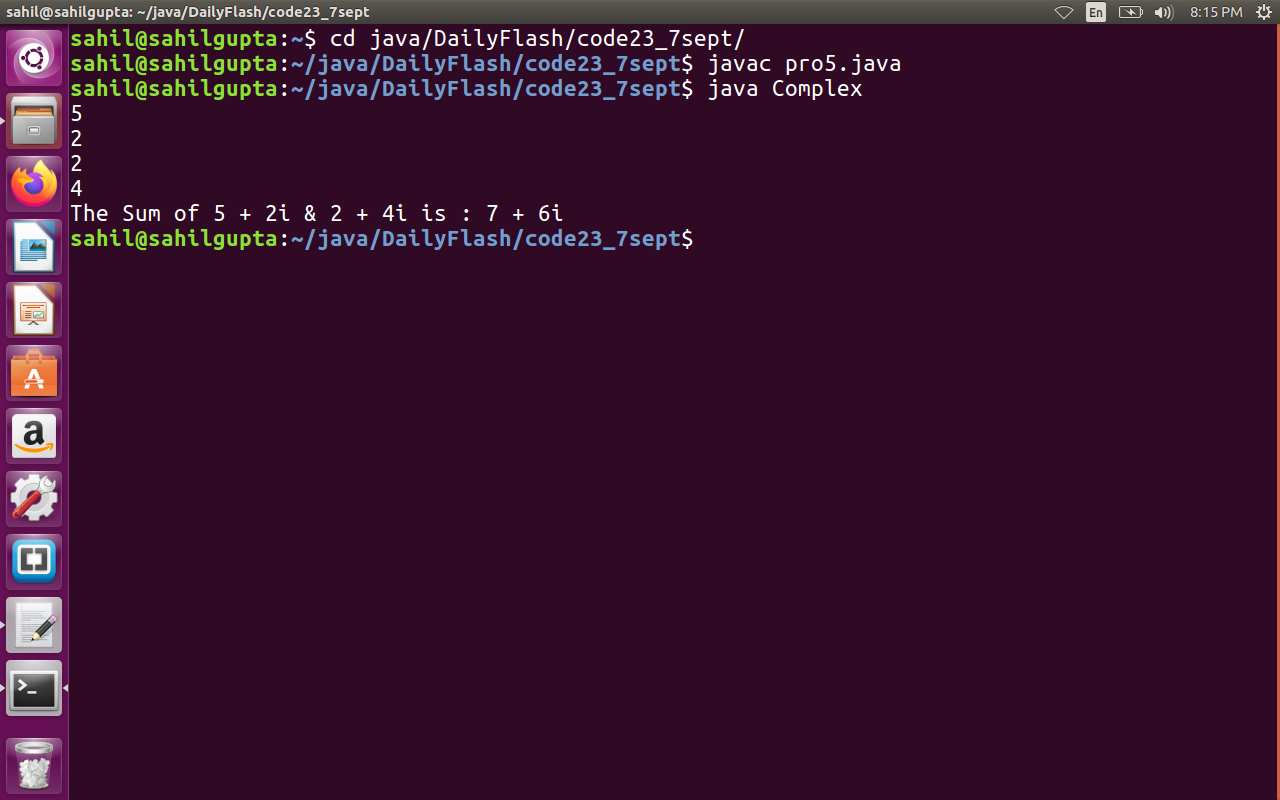 sahil@sahilgupta: ~/java/DailyFlash/code23_7sept
En
8:15 PM
sahil@sahilgupta:~$ cd java/DailyFlash/code23_7sept/
sahil@sahilgupta:~/java/DailyFlash/code23_7sept$ javac pro5.java
sahil@sahilgupta:~/java/DailyFlash/code23_7sept$ java Complex
5
2
2
4
The Sum of 5 + 2i & 2 + 4i is : 7 + 6i
sahil@sahilgupta:~/java/DailyFlash/code23_7sept$